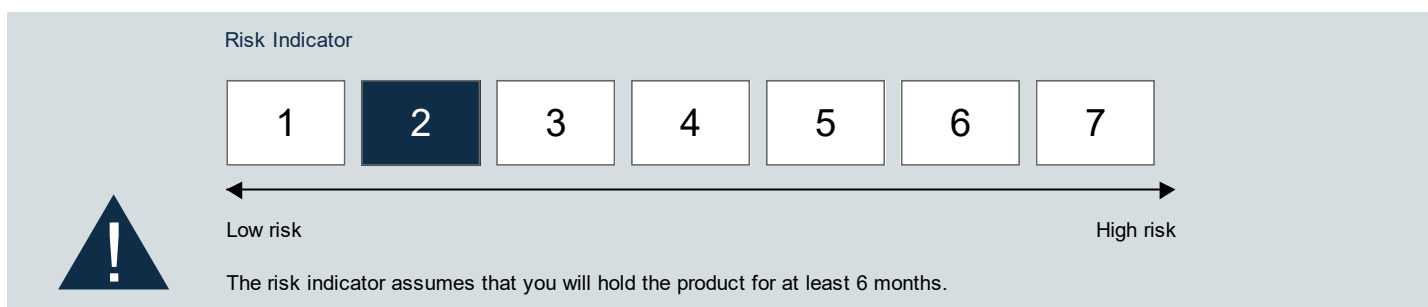 Risk Indicator
1 2 3 4 5 6 7
Low risk High risk
!
The risk indicator assumes that you will hold the product for at least 6 months.